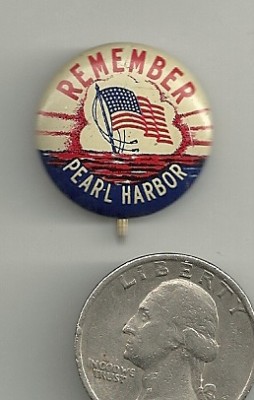 REMEMBER
PEARL HARBOR
LIBERTY
IN GOD
WE TRUST